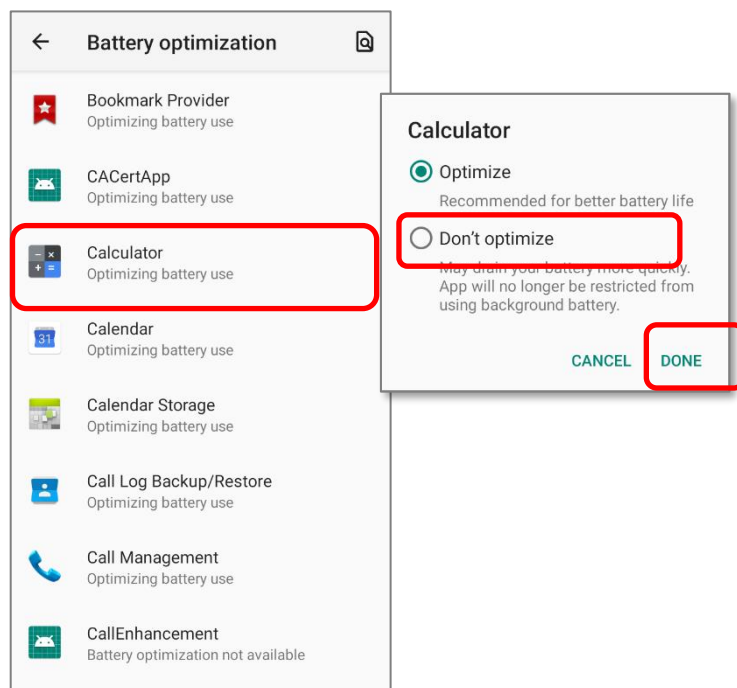 Battery optimization
Bookmark Provider
Optimizing battery use
CACertApp
Optimizing battery use
Calculator
Optimizing battery use
31
Calendar
Optimizing battery use
Calendar Storage
Optimizing battery use
Call Log Backup/Restore
Optimizing battery use
Call Management
Optimizing battery use
CallEnhancement
Battery optimization not available
Calculator
Optimize
Recommended for better battery life
Don't optimize
May drain your battery more quickly.
App will no longer be restricted from
using background battery.
CANCEL DONE